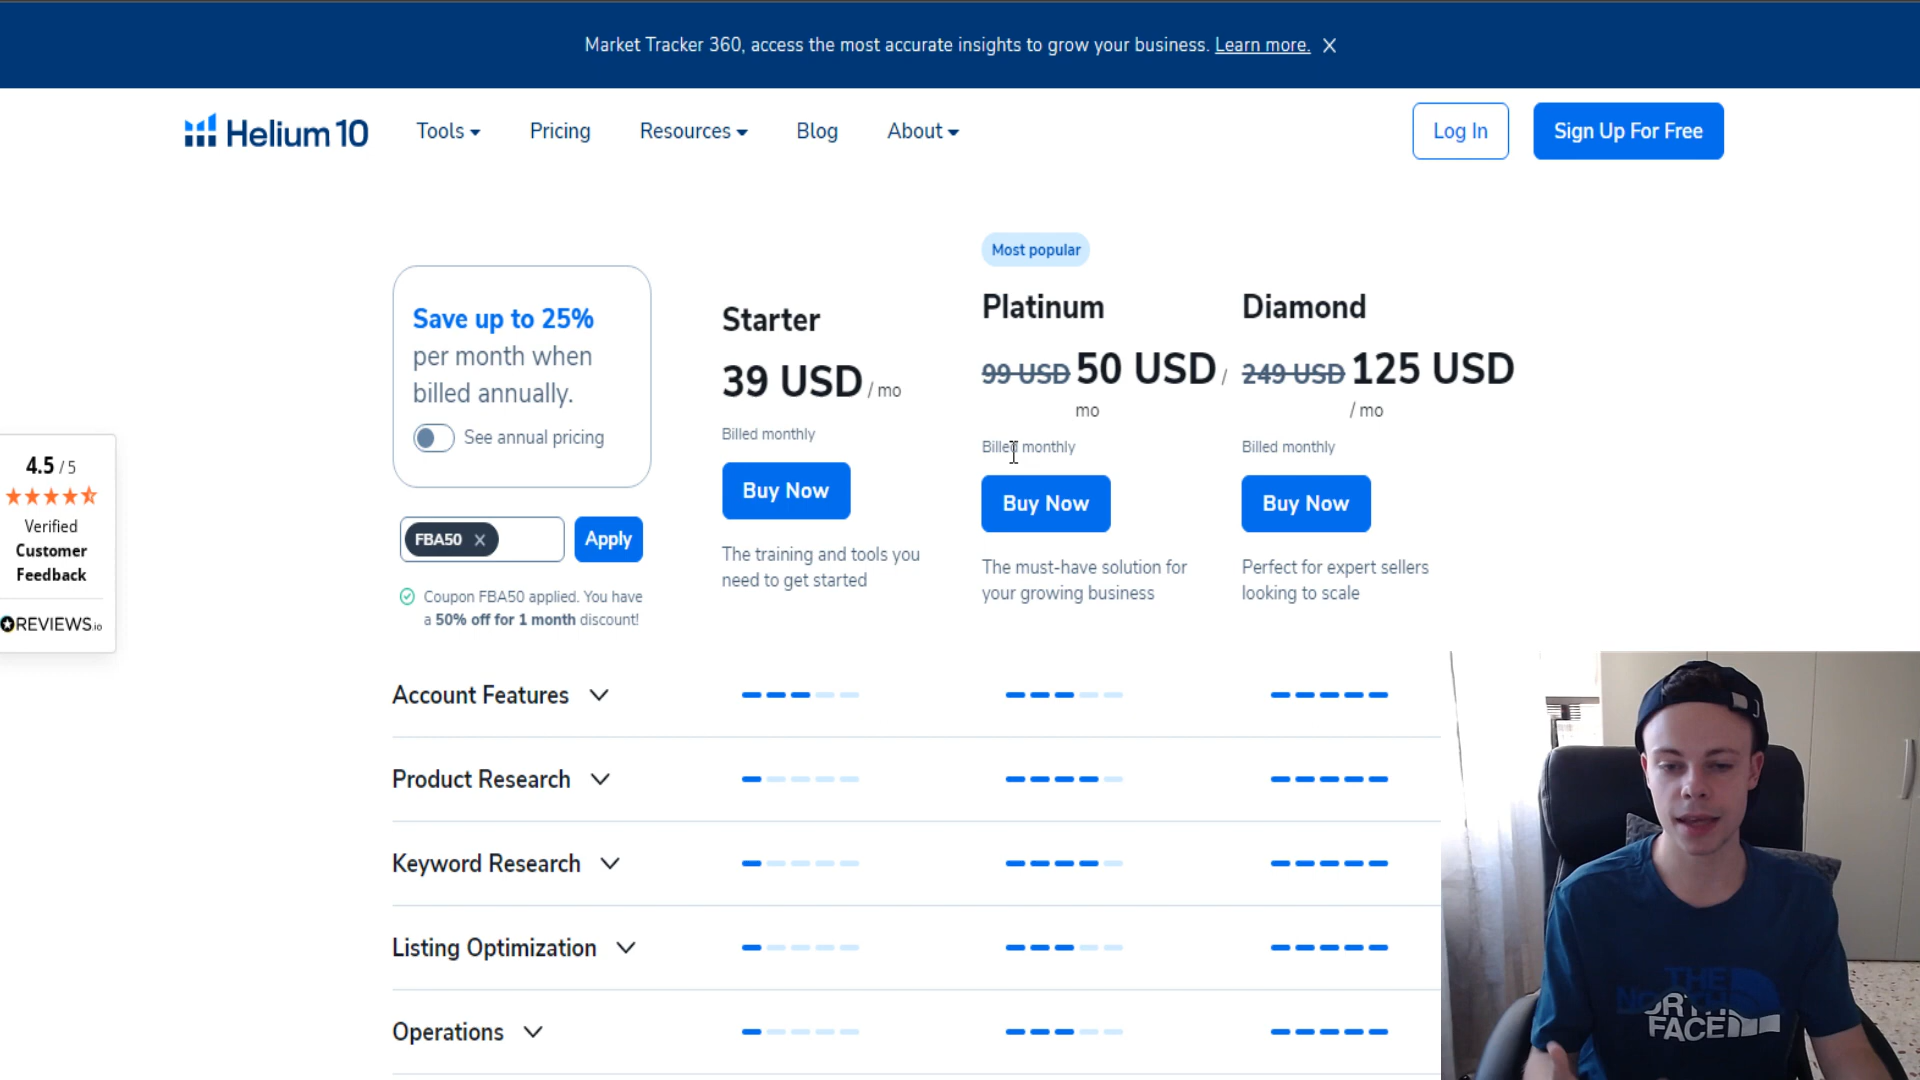 Market Tracker 360, access the most accurate insights to grow your business. Learn more. X
Helium 10 Tools Pricing Resources Blog About Log In Sign Up For Free
Save up to 25%
per month when
billed annually.
See annual pricing
FBA50 X Apply
Coupon FBA50 applied. You have
a 50% off for 1 month discount!
Starter
39 USD / mo
Billed monthly
Buy Now
The training and tools you
need to get started
Most popular
Platinum
99 USD 50 USD /
mo
Billed monthly
Buy Now
The must-have solution for
your growing business
Diamond
249 USD 125 USD
/ mo
Billed monthly
Buy Now
Perfect for expert sellers
looking to scale
4.5 / 5
Verified
Customer
Feedback
REVIEWS.io
Account Features
Product Research
Keyword Research
Listing Optimization
Operations
THE
NORTH
FACE